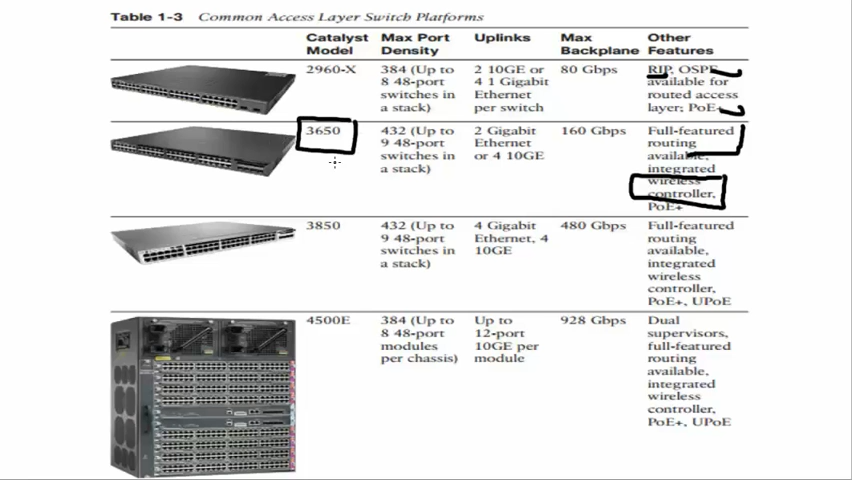 Table 1-3 Common Access Layer Switch Platforms
Catalyst Model Max Port Density Uplinks Max Backplane Other Features
2960-X 384 (Up to 8 48-port switches in a stack) 2 10GE or 4 1 Gigabit Ethernet per switch 80 Gbps RIP, OSPF available for routed access layer; PoE+
3650 432 (Up to 9 48-port switches in a stack) 2 Gigabit Ethernet or 4 10GE 160 Gbps Full-featured routing available, integrated wireless controller, PoE+
3850 432 (Up to 9 48-port switches in a stack) 4 Gigabit Ethernet, 4 10GE 480 Gbps Full-featured routing available, integrated wireless controller, PoE+, UPoE
4500E 384 (Up to 8 48-port modules per chassis) Up to 12-port 10GE per module 928 Gbps Dual supervisors, full-featured routing available, integrated wireless controller, PoE+, UPoE